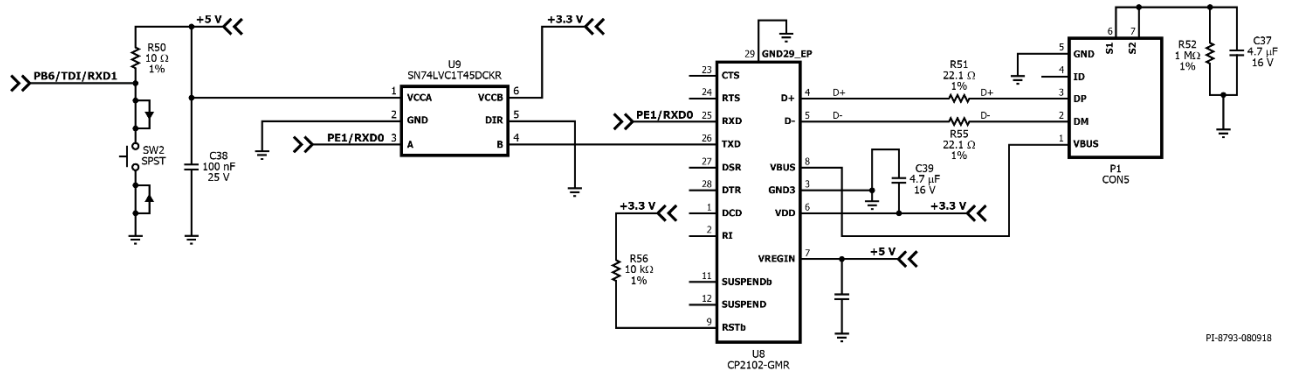 +5 V
R50
10 Ω
1%
PB6/TDI/RXD1
SW2
SPST
C38
100 nF
25 V
U9
SN74LVC1T45DCKR
1 VCCA
2 GND
3 A
VCCB 6
DIR 5
B 4
PE1/RXD0
+3.3 V
29 GND29_EP
23 CTS
24 RTS
25 RXD
26 TXD
27 DSR
28 DTR
1 DCD
2 RI
11 SUSPENDb
12 SUSPEND
9 RSTb
PE1/RXD0
+3.3 V
R56
10 kΩ
1%
D+ 4
D- 5
VBUS 8
GND3 3
VDD 6
VREGIN 7
U8
CP2102-GMR
D+
D-
R51
22.1 Ω
1%
D+
D-
R55
22.1 Ω
1%
C39
4.7 µF
16 V
+3.3 V
+5 V
6 7
S1 S2
5 GND
4 ID
3 DP
2 DM
1 VBUS
P1
CON5
R52
1 MΩ
1%
C37
4.7 µF
16 V
PI-8793-080918